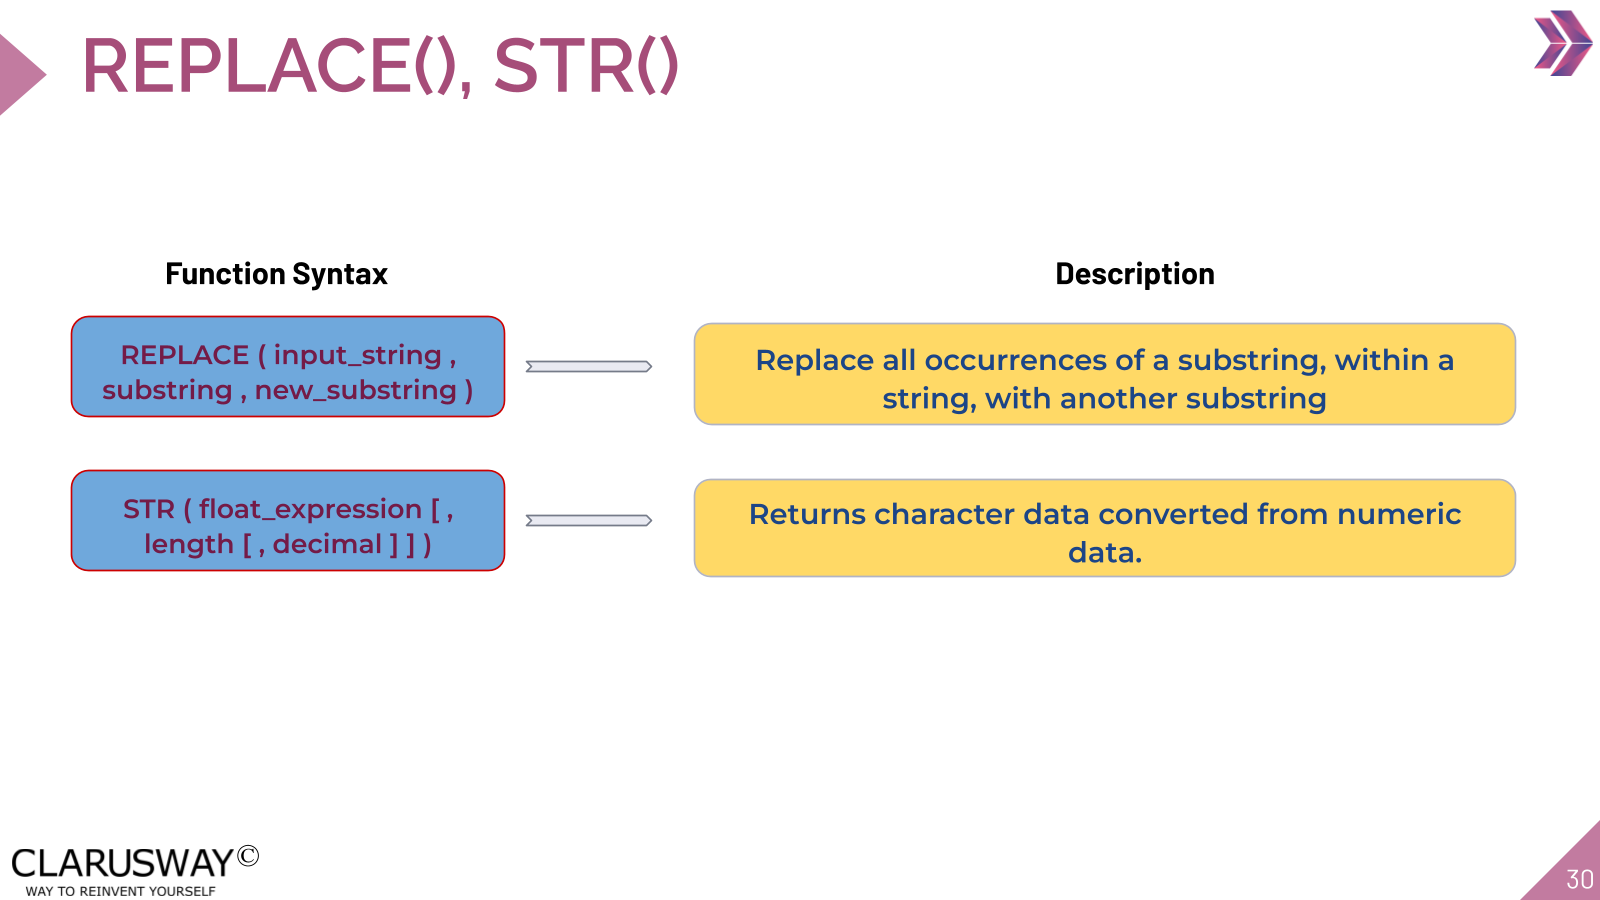 REPLACE(), STR()
Function Syntax
Description
REPLACE ( input_string ,
substring , new_substring )
Replace all occurrences of a substring, within a
string, with another substring
STR ( float_expression [ ,
length [ , decimal ] ] )
Returns character data converted from numeric
data.
CLARUSWAY©
WAY TO REINVENT YOURSELF
30